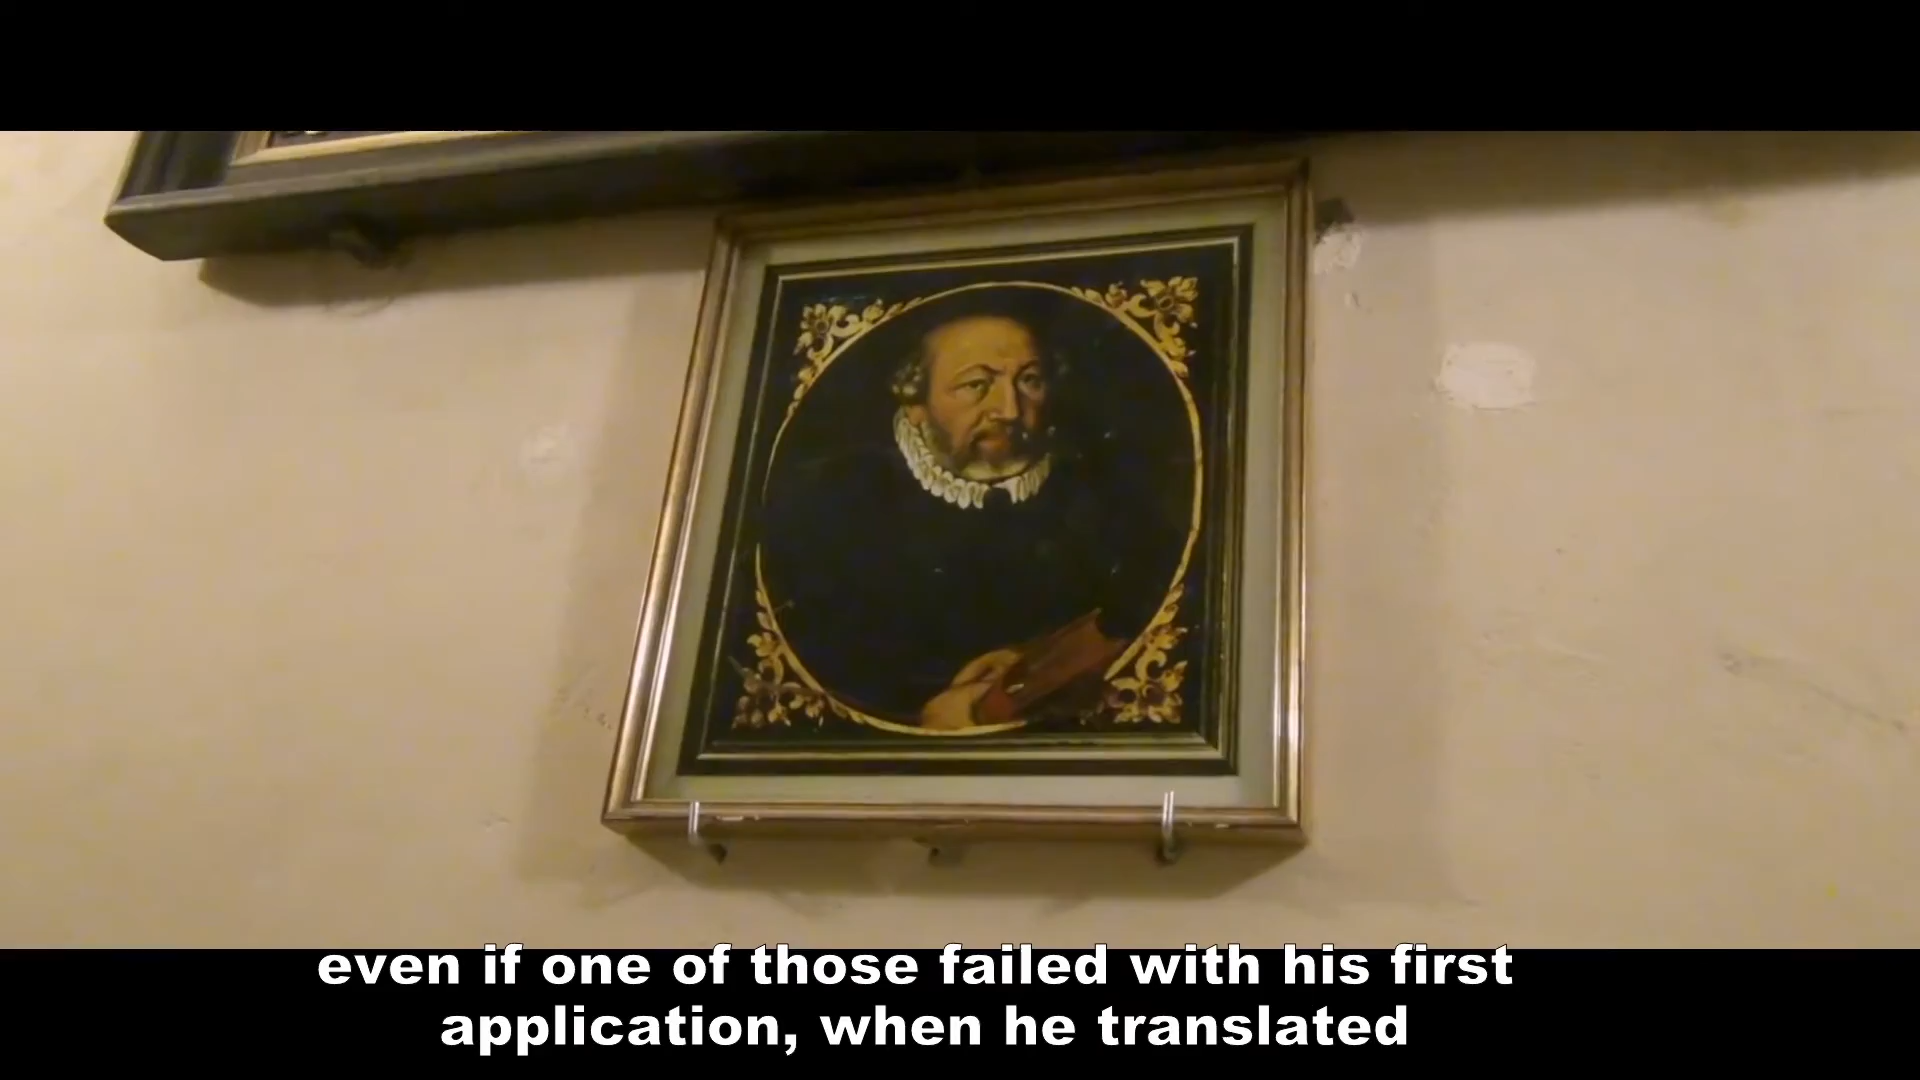 even if one of those failed with his first
application, when he translated